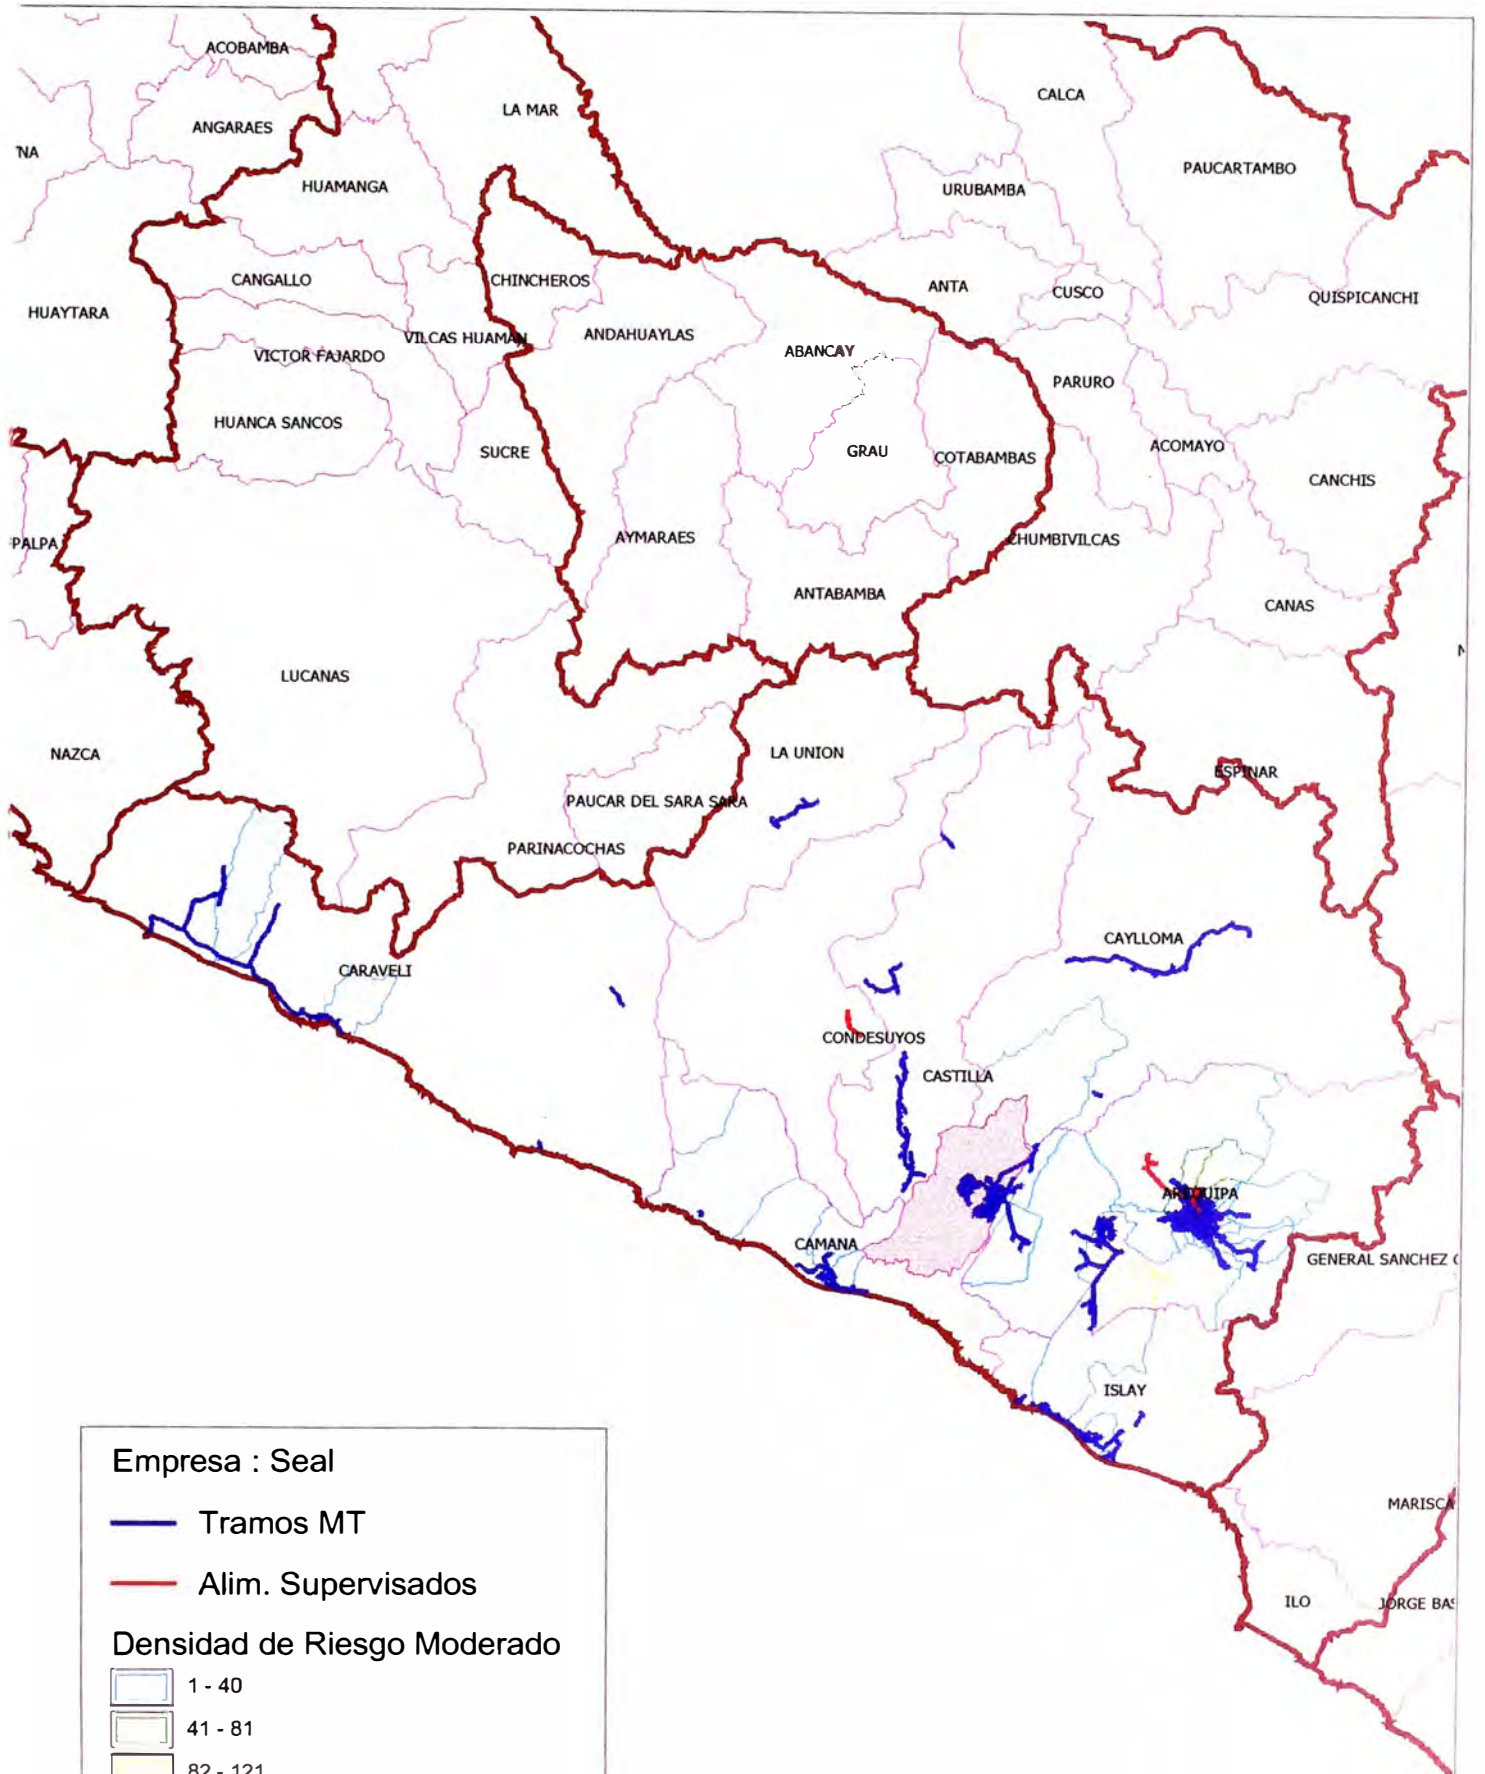 ACOBAMBA
LA MAR
CALCA
ANGARAES
'NA
PAUCARTAMBO
HUAMANGA
URUBAMBA
CANGALLO
CHINCHEROS
ANTA
CUSCO
QUISPICANCHI
HUAYTARA
VILCAS HUAMAN
ANDAHUAYLAS
VICTOR FAJARDO
ABANCAY
PARURO
HUANCA SANCOS
SUCRE
GRAU
COTABAMBAS
ACOMAYO
CANCHIS
PALPA
AYMARAES
CHUMBIVILCAS
ANTABAMBA
CANAS
LUCANAS
NAZCA
LA UNION
ESPINAR
PAUCAR DEL SARA SARA
PARINACOCHAS
CAYLLOMA
CARAVELI
CONDESUYOS
CASTILLA
AREQUIPA
CAMANA
GENERAL SANCHEZ C
ISLAY
MARISCA
ILO
JORGE BAS
Empresa : Seal
Tramos MT
Alim. Supervisados
Densidad de Riesgo Moderado
1 - 40
41 - 81
82 - 121